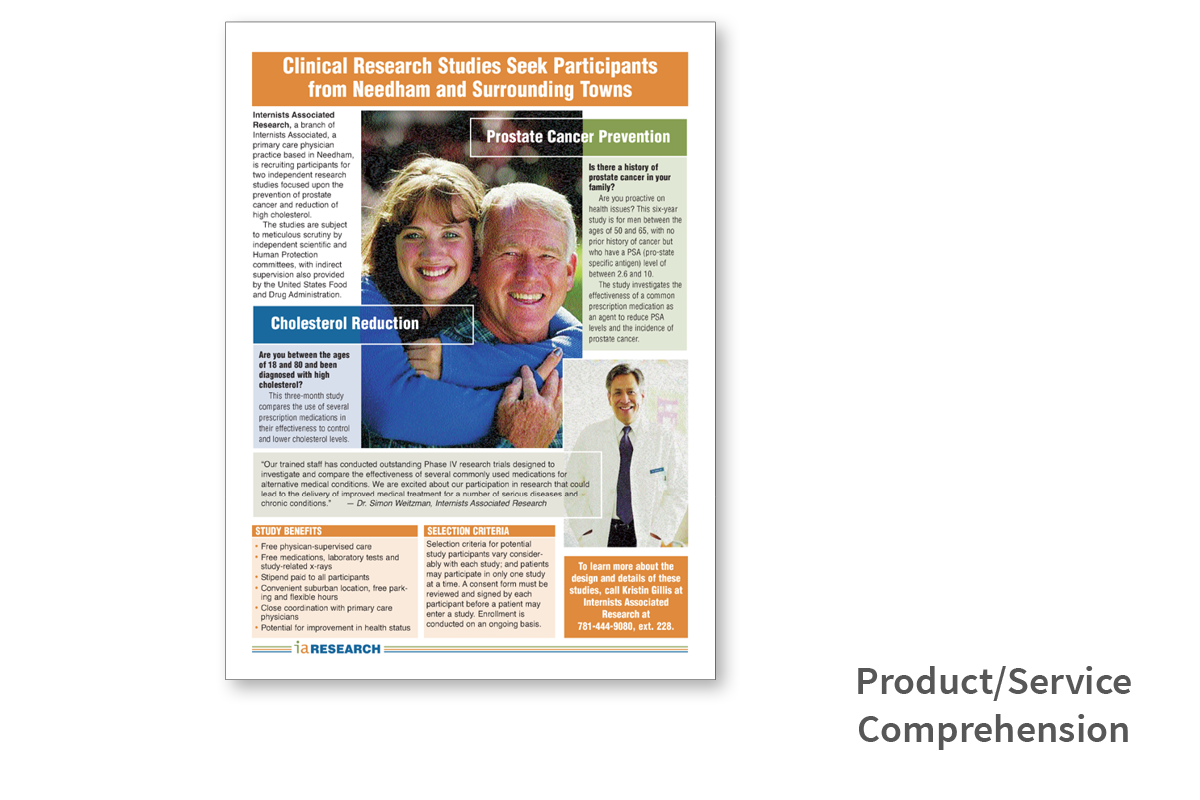 Clinical Research Studies Seek Participants
from Needham and Surrounding Towns
Internists Associated
Research, a branch of
Internists Associated, a
primary care physician
practice based in Needham,
is recruiting participants for
two independent research
studies focused upon the
prevention of prostate
cancer and reduction of
high cholesterol.
The studies are subject
to meticulous scrutiny by
independent scientific and
Human Protection
committees, with indirect
supervision also provided
by the United States Food
and Drug Administration.
Prostate Cancer Prevention
Is there a history of
prostate cancer in your
family?
Are you proactive on
health issues? This six-year
study is for men between the
ages of 50 and 65, with no
prior history of cancer but
who have a PSA (pro-state
specific antigen) level of
between 2.6 and 10.
The study investigates the
effectiveness of a common
prescription medication as
an agent to reduce PSA
levels and the incidence of
prostate cancer.
Cholesterol Reduction
Are you between the ages
of 18 and 80 and been
diagnosed with high
cholesterol?
This three-month study
compares the use of several
prescription medications in
their effectiveness to control
and lower cholesterol levels.
"Our trained staff has conducted outstanding Phase IV research trials designed to
investigate and compare the effectiveness of several commonly used medications for
alternative medical conditions. We are excited about our participation in research that could
lead to the delivery of improved medical treatment for a number of serious diseases and
chronic conditions." — Dr. Simon Weitzman, Internists Associated Research
STUDY BENEFITS
• Free physican-supervised care
• Free medications, laboratory tests and
study-related x-rays
• Stipend paid to all participants
• Convenient suburban location, free park-
ing and flexible hours
• Close coordination with primary care
physicians
• Potential for improvement in health status
SELECTION CRITERIA
Selection criteria for potential
study participants vary consider-
ably with each study; and patients
may participate in only one study
at a time. A consent form must be
reviewed and signed by each
participant before a patient may
enter a study. Enrollment is
conducted on an ongoing basis.
To learn more about the
design and details of these
studies, call Kristin Gillis at
Internists Associated
Research at
781-444-9080, ext. 228.
iaRESEARCH
Product/Service
Comprehension